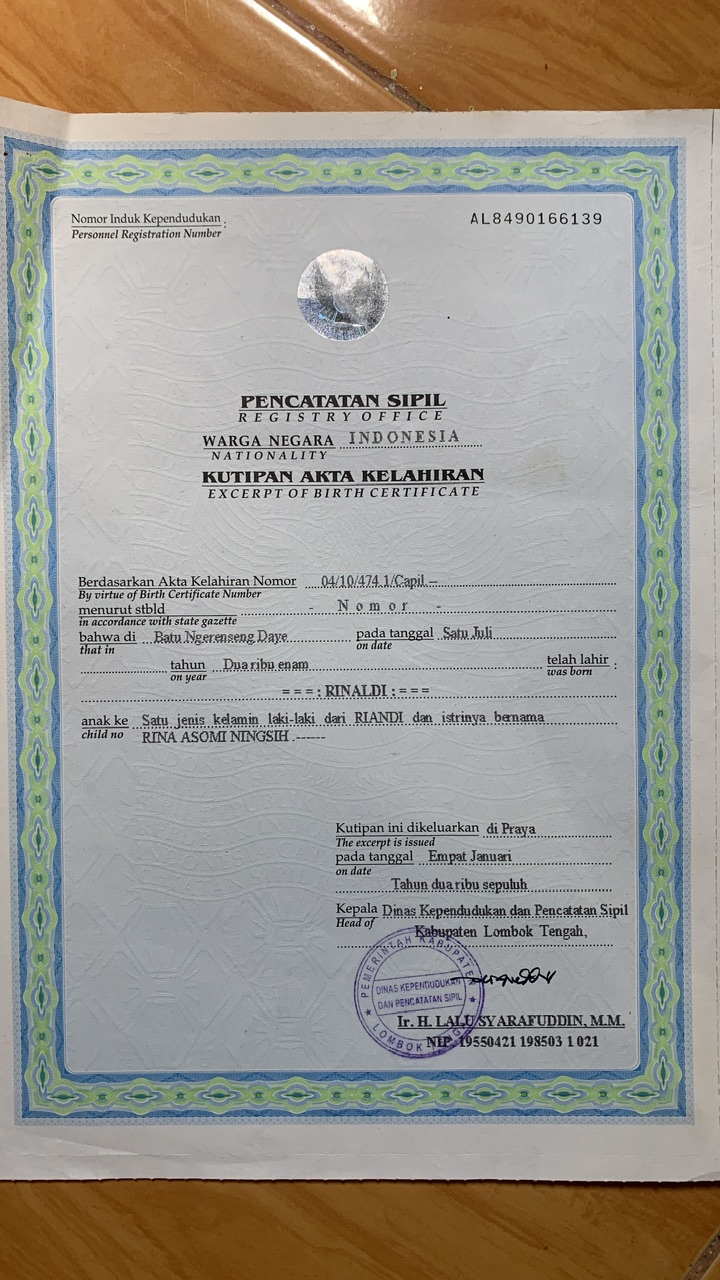 Nomor Induk Kependudukan :
Personnel Registration Number
AL8490166139
PENCATATAN SIPIL
REGISTRY OFFICE
WARGA NEGARA INDONESIA
NATIONALITY
KUTIPAN AKTA KELAHIRAN
EXCERPT OF BIRTH CERTIFICATE
Berdasarkan Akta Kelahiran Nomor 04/10/474.1/Capil –
By virtue of Birth Certificate Number
menurut stbld - Nomor -
in accordance with state gazette
bahwa di Batu Ngerenseng Daye pada tanggal Satu Juli
that in on date
tahun Dua ribu enam telah lahir :
on year was born
= = = : RINALDI : = = =
anak ke Satu jenis kelamin laki-laki dari RIANDI dan istrinya bernama
child no RINA ASOMI NINGSIH .------
Kutipan ini dikeluarkan di Praya
The excerpt is issued
pada tanggal Empat Januari
on date
Tahun dua ribu sepuluh
Kepala Dinas Kependudukan dan Pencatatan Sipil
Head of
Kabupaten Lombok Tengah,
PEMERINTAH KABUPATEN
DINAS KEPENDUDUKAN
DAN PENCATATAN SIPIL
LOMBOK
Ir. H. LALU SYARAFUDDIN, M.M.
NIP. 19550421 198503 1 021